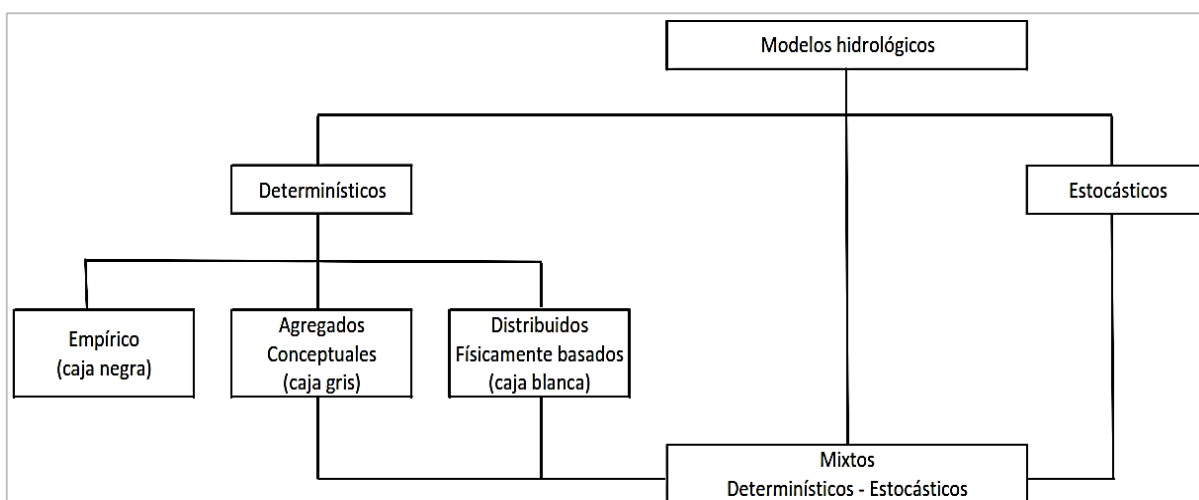 Modelos hidrológicos
Determinísticos
Estocásticos
Empírico
(caja negra)
Agregados
Conceptuales
(caja gris)
Distribuidos
Físicamente basados
(caja blanca)
Mixtos
Determinísticos - Estocásticos